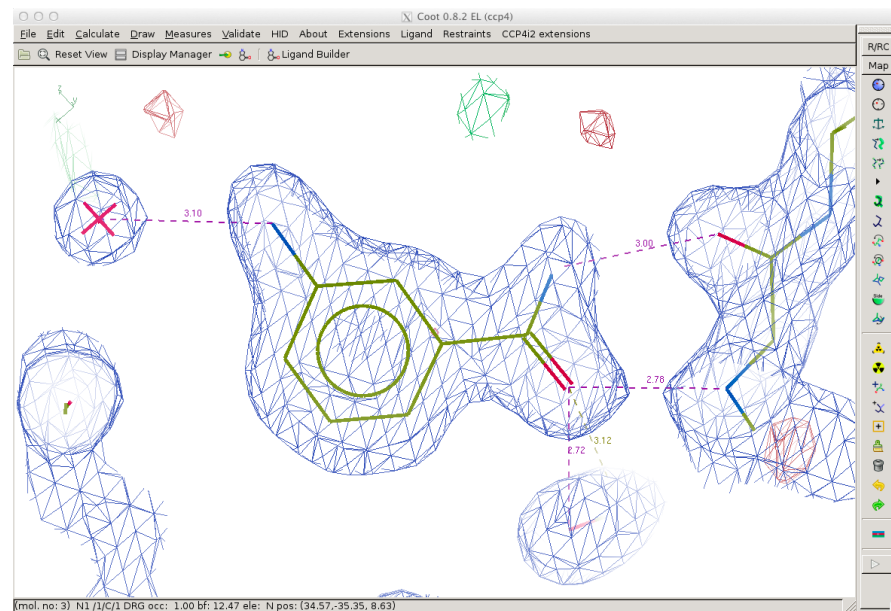 Coot 0.8.2 EL (ccp4)
File Edit Calculate Draw Measures Validate HID About Extensions Ligand Restraints CCP4i2 extensions
Reset View Display Manager Ligand Builder
R/RC
Map
z
y
x
3.10
3.00
2.78
3.12
2.72
Side
(mol. no: 3) N1 /1/C/1 DRG occ: 1.00 bf: 12.47 ele: N pos: (34.57,-35.35, 8.63)